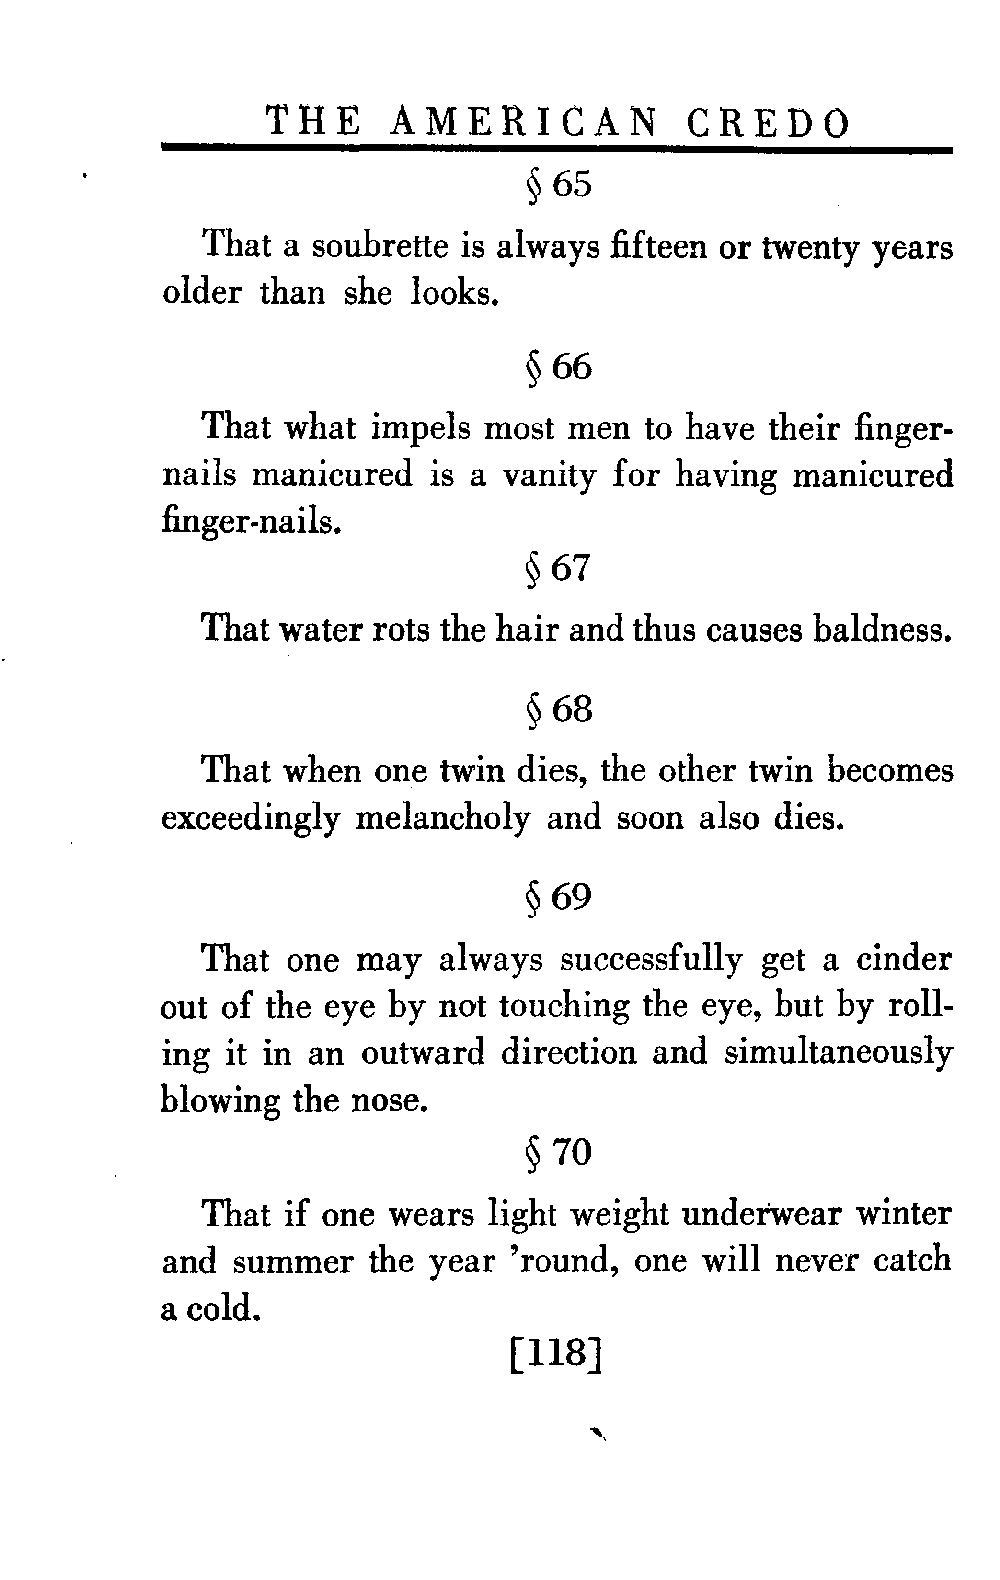 THE AMERICAN CREDO
§ 65
That a soubrette is always fifteen or twenty years
older than she looks.
§ 66
That what impels most men to have their finger-
nails manicured is a vanity for having manicured
finger-nails.
§ 67
That water rots the hair and thus causes baldness.
§ 68
That when one twin dies, the other twin becomes
exceedingly melancholy and soon also dies.
§ 69
That one may always successfully get a cinder
out of the eye by not touching the eye, but by roll-
ing it in an outward direction and simultaneously
blowing the nose.
§ 70
That if one wears light weight underwear winter
and summer the year ’round, one will never catch
a cold.
[118]